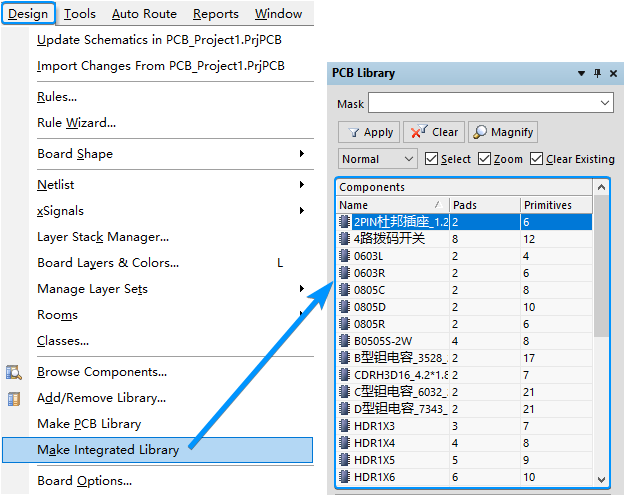 Design Tools Auto Route Reports Window
Update Schematics in PCB_Project1.PrjPCB
Import Changes From PCB_Project1.PrjPCB
Rules...
Rule Wizard...
Board Shape
Netlist
xSignals
Layer Stack Manager...
Board Layers & Colors... L
Manage Layer Sets
Rooms
Classes...
Browse Components...
Add/Remove Library...
Make PCB Library
Make Integrated Library
Board Options...
PCB Library
Mask
Apply Clear Magnify
Normal Select Zoom Clear Existing
Components
Name Pads Primitives
2PIN杜邦插座_1.2 2 6
4路拨码开关 8 12
0603L 2 4
0603R 2 6
0805C 2 8
0805D 2 10
0805R 2 6
B0505S-2W 4 8
B型钽电容_3528_ 2 17
CDRH3D16_4.2*1.8 2 7
C型钽电容_6032_ 2 21
D型钽电容_7343_ 2 21
HDR1X3 3 7
HDR1X4 4 8
HDR1X5 5 9
HDR1X6 6 10